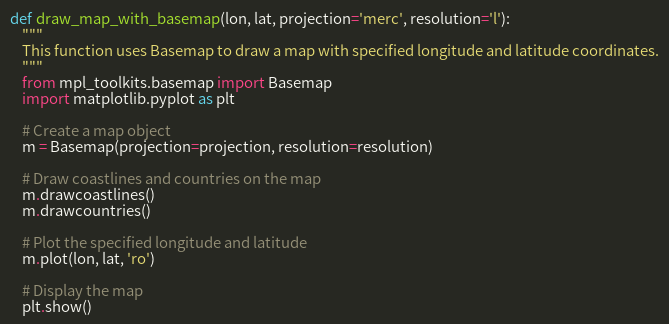 def draw_map_with_basemap(lon, lat, projection='merc', resolution='l'):
"""
This function uses Basemap to draw a map with specified longitude and latitude coordinates.
"""
from mpl_toolkits.basemap import Basemap
import matplotlib.pyplot as plt
# Create a map object
m = Basemap(projection=projection, resolution=resolution)
# Draw coastlines and countries on the map
m.drawcoastlines()
m.drawcountries()
# Plot the specified longitude and latitude
m.plot(lon, lat, 'ro')
# Display the map
plt.show()